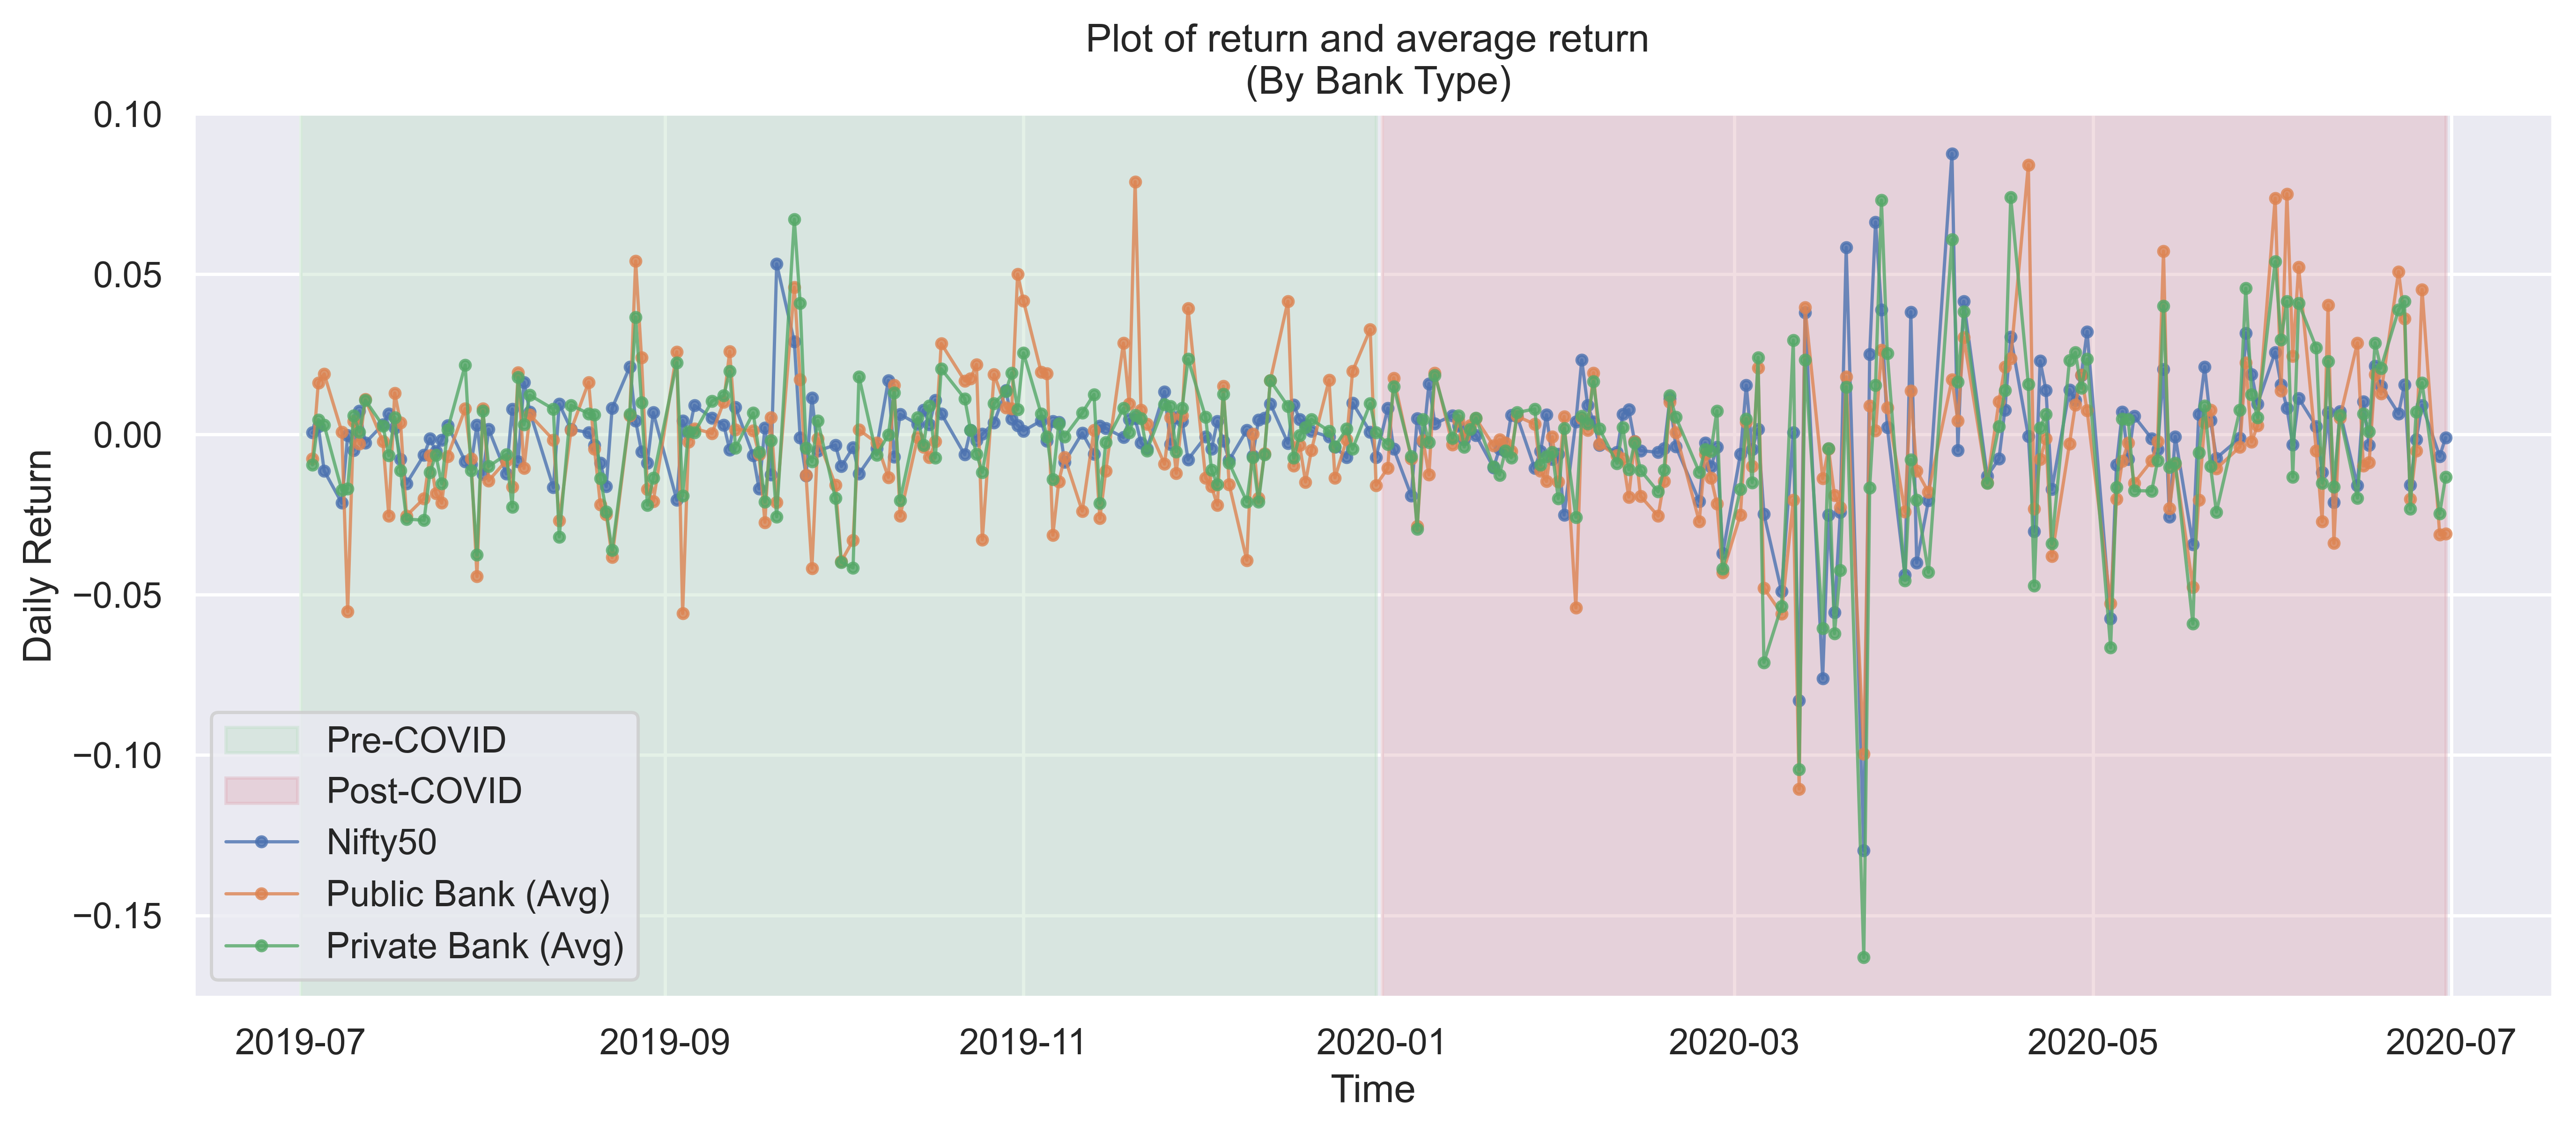 Plot of return and average return
(By Bank Type)
0.10
0.05
0.00
−0.05
−0.10
−0.15
Daily Return
Pre-COVID
Post-COVID
Nifty50
Public Bank (Avg)
Private Bank (Avg)
2019-07 2019-09 2019-11 2020-01 2020-03 2020-05 2020-07
Time